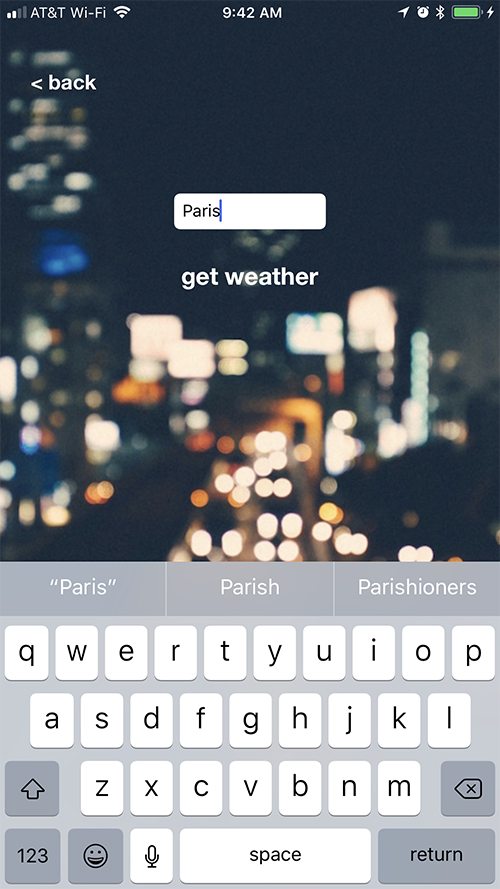 AT&T Wi-Fi 9:42 AM
< back
Paris
get weather
“Paris” Parish Parishioners
q w e r t y u i o p
a s d f g h j k l
z x c v b n m
123 space return